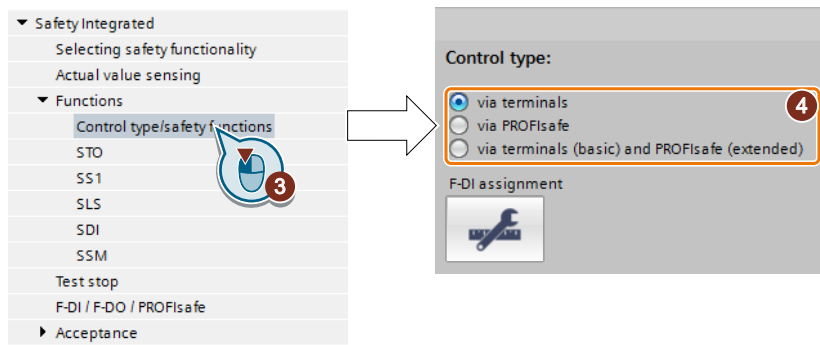 Safety Integrated
Selecting safety functionality
Actual value sensing
Functions
Control type/safety functions
STO
SS1
SLS
SDI
SSM
Test stop
F-DI / F-DO / PROFIsafe
Acceptance
3
Control type:
via terminals
via PROFIsafe
via terminals (basic) and PROFIsafe (extended)
4
F-DI assignment